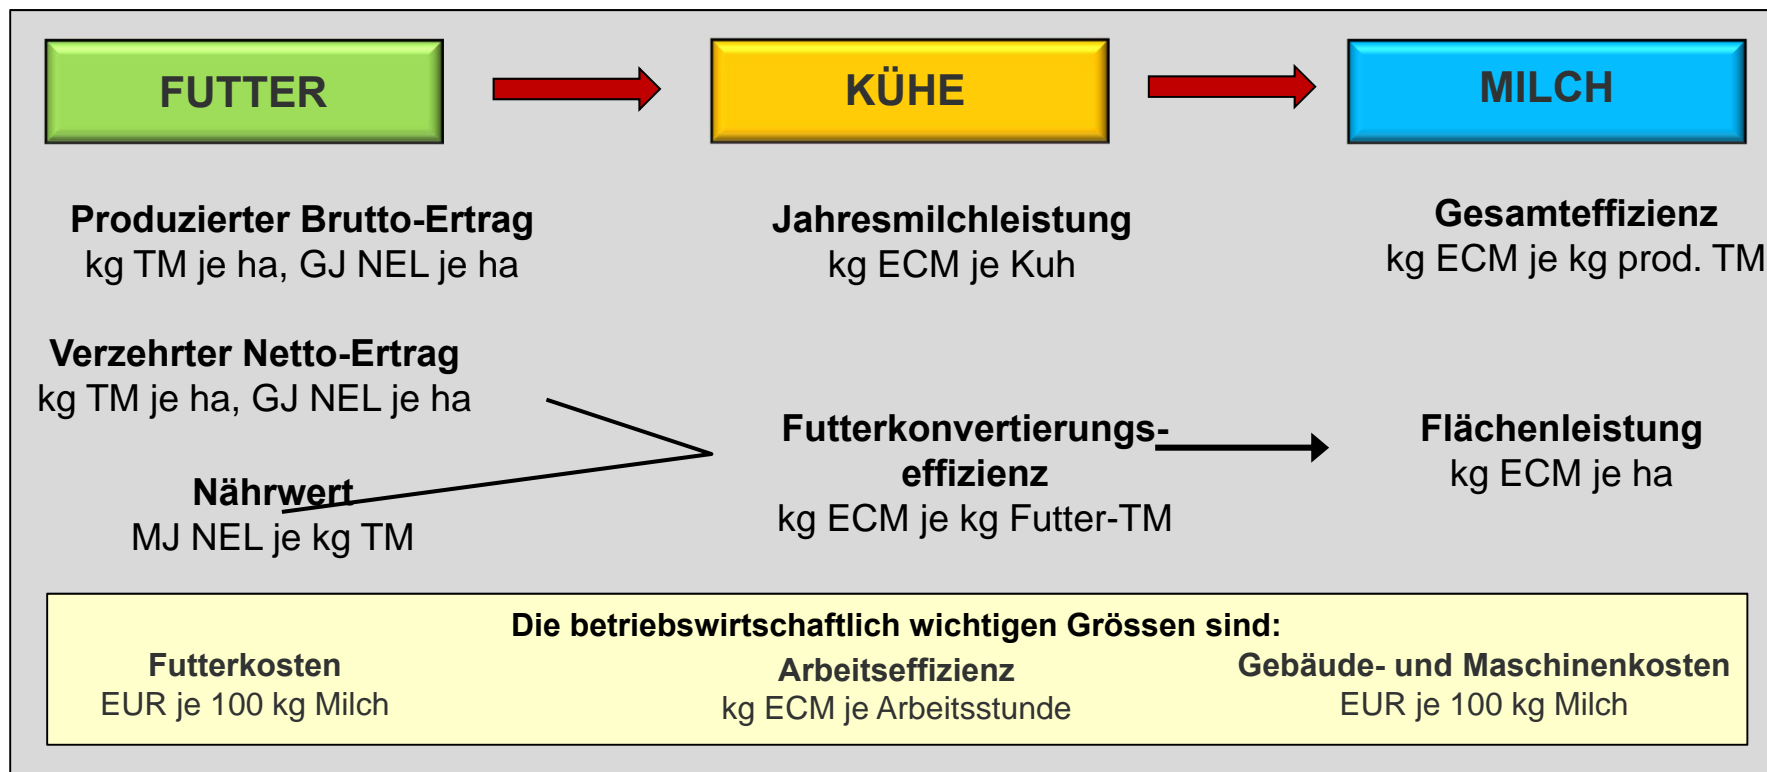 FUTTER
KÜHE
MILCH
Produzierter Brutto-Ertrag
kg TM je ha, GJ NEL je ha
Jahresmilchleistung
kg ECM je Kuh
Gesamteffizienz
kg ECM je kg prod. TM
Verzehrter Netto-Ertrag
kg TM je ha, GJ NEL je ha
Nährwert
MJ NEL je kg TM
Futterkonvertierungs-
effizienz
kg ECM je kg Futter-TM
Flächenleistung
kg ECM je ha
Die betriebswirtschaftlich wichtigen Grössen sind:
Futterkosten
EUR je 100 kg Milch
Arbeitseffizienz
kg ECM je Arbeitsstunde
Gebäude- und Maschinenkosten
EUR je 100 kg Milch